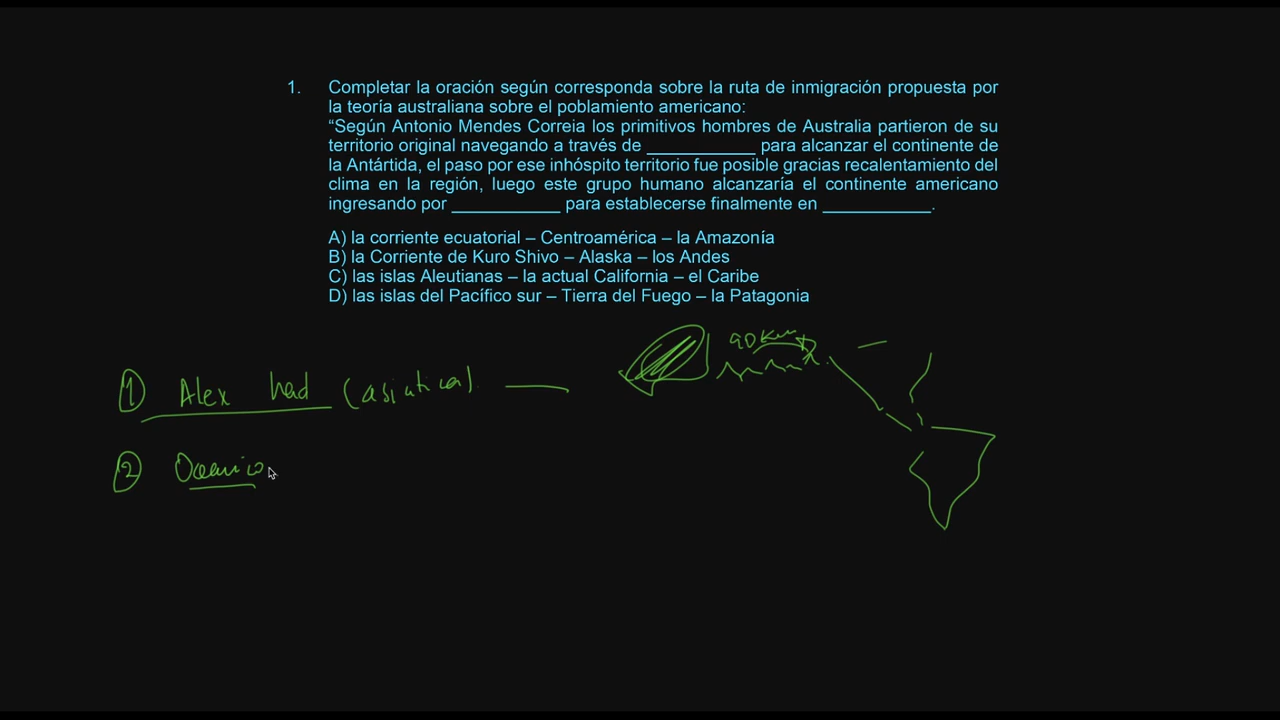 1. Completar la oración según corresponda sobre la ruta de inmigración propuesta por
la teoría australiana sobre el poblamiento americano:
“Según Antonio Mendes Correia los primitivos hombres de Australia partieron de su
territorio original navegando a través de ___________ para alcanzar el continente de
la Antártida, el paso por ese inhóspito territorio fue posible gracias recalentamiento del
clima en la región, luego este grupo humano alcanzaría el continente americano
ingresando por ___________ para establecerse finalmente en ___________.
A) la corriente ecuatorial – Centroamérica – la Amazonía
B) la Corriente de Kuro Shivo – Alaska – los Andes
C) las islas Aleutianas – la actual California – el Caribe
D) las islas del Pacífico sur – Tierra del Fuego – la Patagonia
90 Km
1 Alex hrd (asiatica).
2 Oceanico